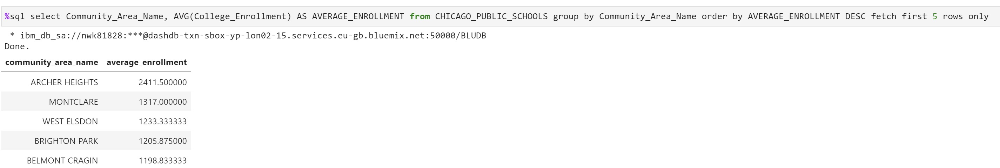 %sql select Community_Area_Name, AVG(College_Enrollment) AS AVERAGE_ENROLLMENT from CHICAGO_PUBLIC_SCHOOLS group by Community_Area_Name order by AVERAGE_ENROLLMENT DESC fetch first 5 rows only
* ibm_db_sa://nwk81828:***@dashdb-txn-sbox-yp-lon02-15.services.eu-gb.bluemix.net:50000/BLUDB
Done.
community_area_name average_enrollment
ARCHER HEIGHTS 2411.500000
MONTCLARE 1317.000000
WEST ELSDON 1233.333333
BRIGHTON PARK 1205.875000
BELMONT CRAGIN 1198.833333